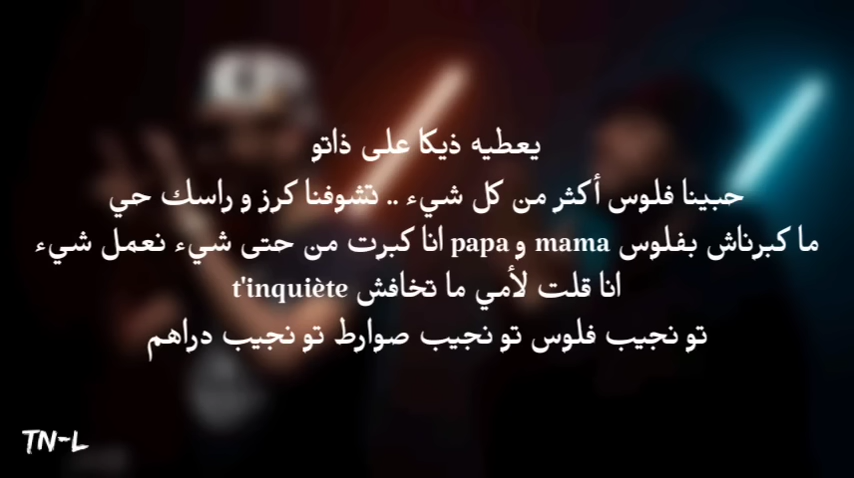 يعطيه ذيكا على ذاتو
حبينا فلوس أكثر من كل شيء .. تشوفنا كرز و راسك حي
ما كبرناش بفلوس mama و papa انا كبرت من حتى شيء نعمل شيء
انا قلت لأمي ما تخافش t'inquiète
تو نجيب فلوس تو نجيب صوارط تو نجيب دراهم
TN-L